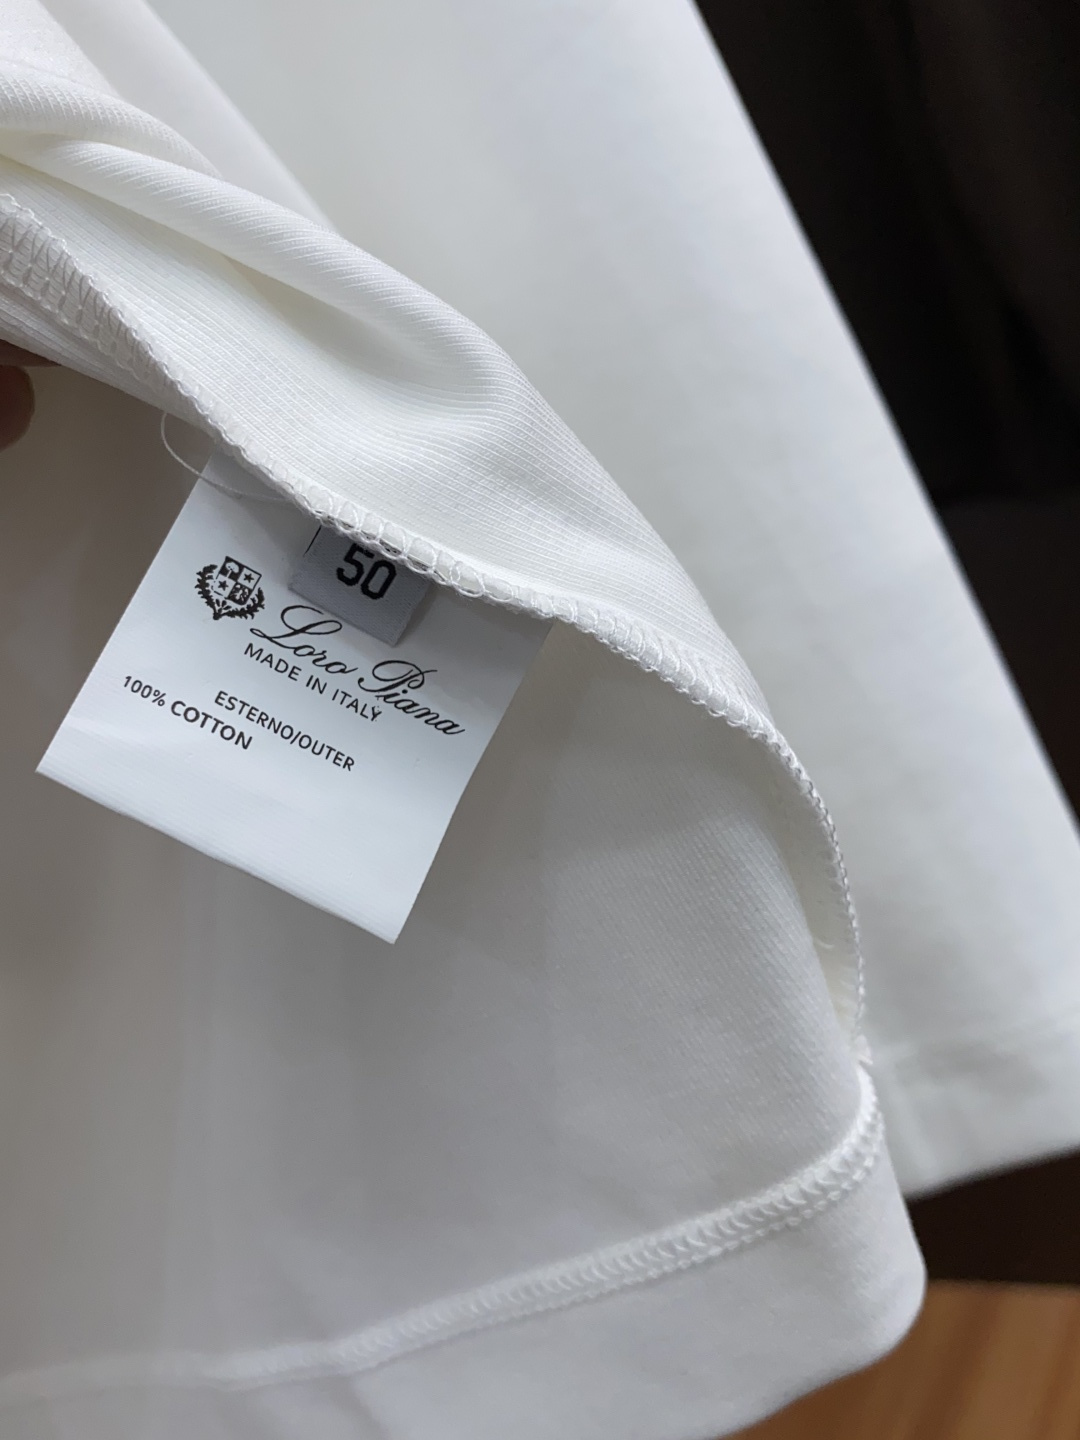 50
Loro Piana
MADE IN ITALY
ESTERNO/OUTER
100% COTTON